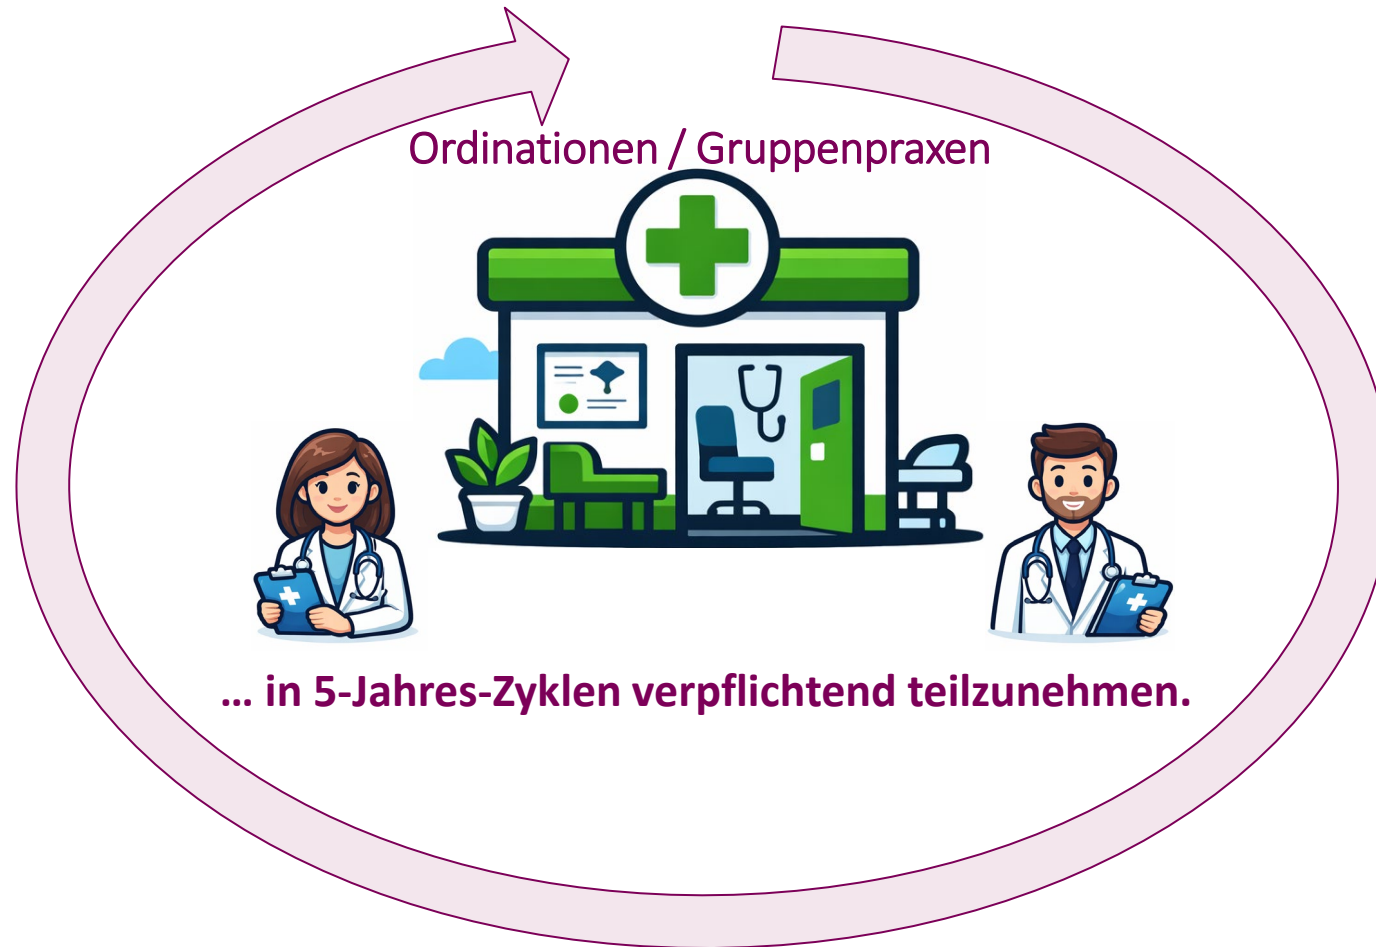 Ordinationen / Gruppenpraxen
... in 5-Jahres-Zyklen verpflichtend teilzunehmen.